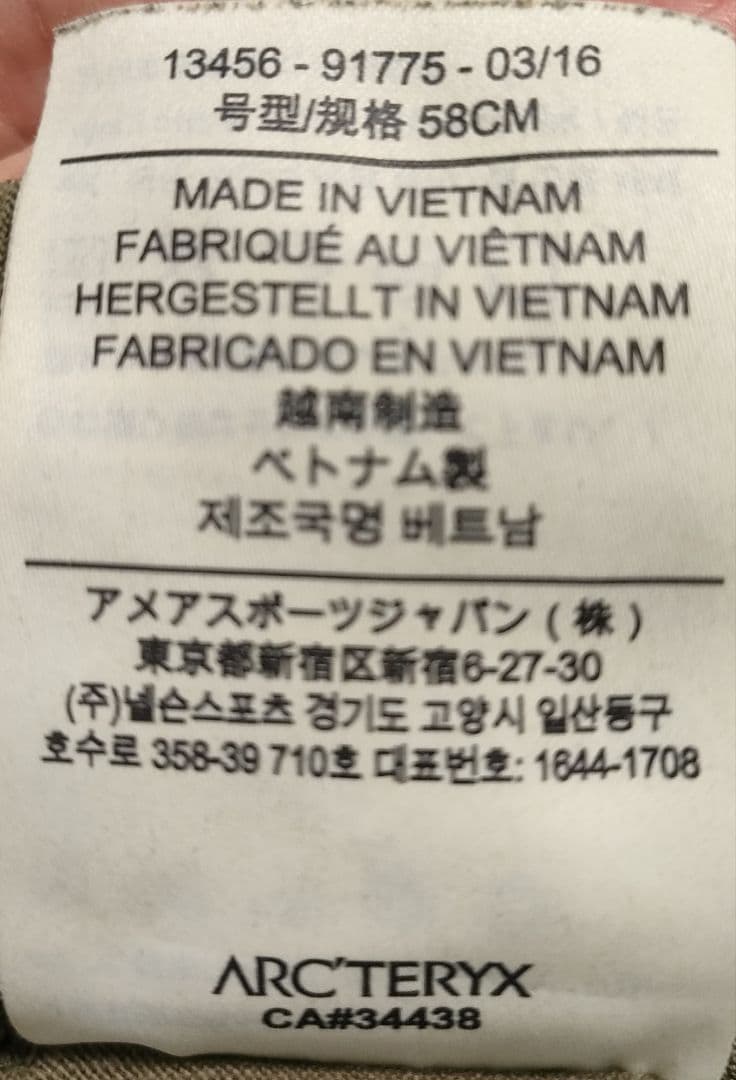 13456 - 91775 - 03/16
号型/规格 58CM
MADE IN VIETNAM
FABRIQUÉ AU VIÊTNAM
HERGESTELLT IN VIETNAM
FABRICADO EN VIETNAM
越南制造
ベトナム製
제조국명 베트남
アメアスポーツジャパン ( 株 )
東京都新宿区新宿6-27-30
(주)넬슨스포츠 경기도 고양시 일산동구
호수로 358-39 710호 대표번호: 1644-1708
ARC'TERYX
CA#34438